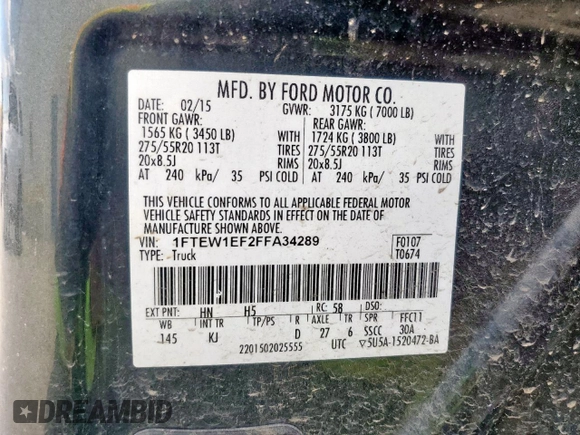 MFD. BY FORD MOTOR CO.
DATE: 02/15 GVWR: 3175 KG ( 7000 LB)
FRONT GAWR: REAR GAWR:
1565 KG ( 3450 LB) WITH 1724 KG ( 3800 LB) WITH
275/55R20 113T TIRES 275/55R20 113T TIRES
20x8.5J RIMS 20x8.5J RIMS
AT 240 kPa/ 35 PSI COLD AT 240 kPa/ 35 PSI COLD
THIS VEHICLE CONFORMS TO ALL APPLICABLE FEDERAL MOTOR
VEHICLE SAFETY STANDARDS IN EFFECT ON THE DATE OF
MANUFACTURE SHOWN ABOVE.
VIN: 1FTEW1EF2FFA34289 F0107
TYPE: Truck T0674
EXT PNT: HN H5 RC: 58 DSO:
WB INT TR TP/PS R AXLE TR SPR FFC11
145 KJ D 27 6 SSCC 30A
2201502025555 UTC ▽5U5A-1520472-BA
DREAMBID